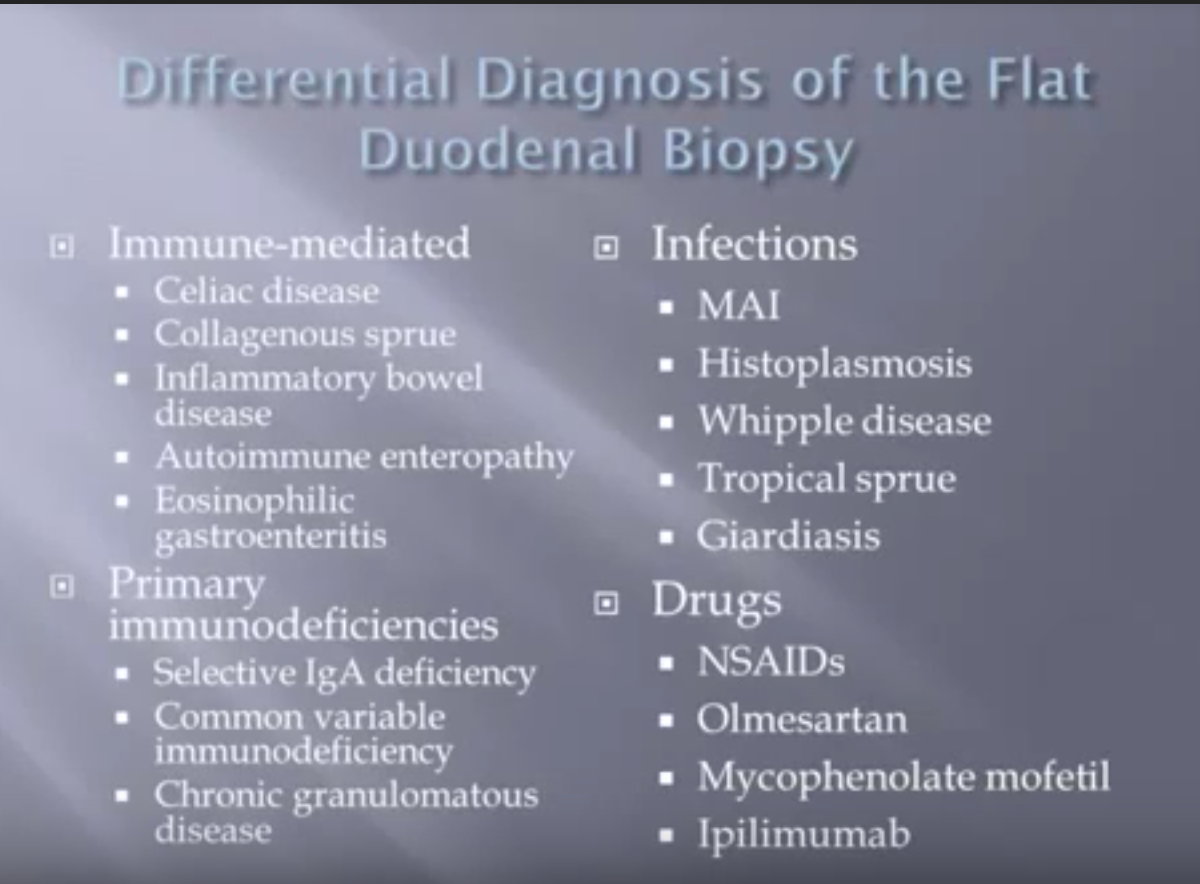 Differential Diagnosis of the Flat
Duodenal Biopsy
Immune-mediated
Celiac disease
Collagenous sprue
Inflammatory bowel
disease
Autoimmune enteropathy
Eosinophilic
gastroenteritis
Primary
immunodeficiencies
Selective IgA deficiency
Common variable
immunodeficiency
Chronic granulomatous
disease
Infections
MAI
Histoplasmosis
Whipple disease
Tropical sprue
Giardiasis
Drugs
NSAIDs
Olmesartan
Mycophenolate mofetil
Ipilimumab